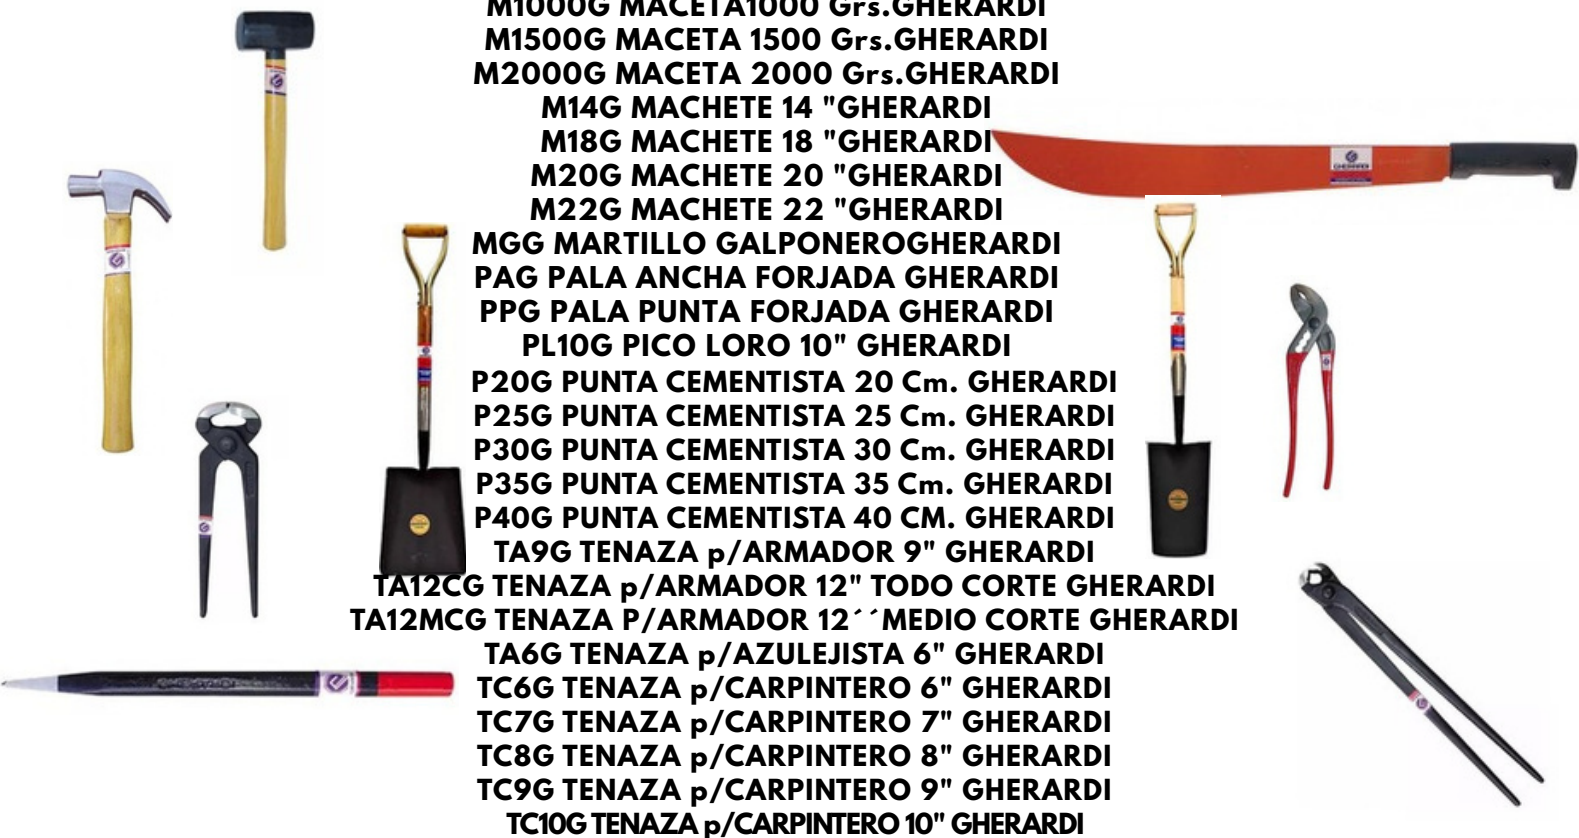 M1000G MACETA1000 Grs.GHERARDI
M1500G MACETA 1500 Grs.GHERARDI
M2000G MACETA 2000 Grs.GHERARDI
M14G MACHETE 14 "GHERARDI
M18G MACHETE 18 "GHERARDI
M20G MACHETE 20 "GHERARDI
M22G MACHETE 22 "GHERARDI
MGG MARTILLO GALPONEROGHERARDI
PAG PALA ANCHA FORJADA GHERARDI
PPG PALA PUNTA FORJADA GHERARDI
PL10G PICO LORO 10" GHERARDI
P20G PUNTA CEMENTISTA 20 Cm. GHERARDI
P25G PUNTA CEMENTISTA 25 Cm. GHERARDI
P30G PUNTA CEMENTISTA 30 Cm. GHERARDI
P35G PUNTA CEMENTISTA 35 Cm. GHERARDI
P40G PUNTA CEMENTISTA 40 CM. GHERARDI
TA9G TENAZA p/ARMADOR 9" GHERARDI
TA12CG TENAZA p/ARMADOR 12" TODO CORTE GHERARDI
TA12MCG TENAZA P/ARMADOR 12´´MEDIO CORTE GHERARDI
TA6G TENAZA p/AZULEJISTA 6" GHERARDI
TC6G TENAZA p/CARPINTERO 6" GHERARDI
TC7G TENAZA p/CARPINTERO 7" GHERARDI
TC8G TENAZA p/CARPINTERO 8" GHERARDI
TC9G TENAZA p/CARPINTERO 9" GHERARDI
TC10G TENAZA p/CARPINTERO 10" GHERARDI
GHERARDI
GHERARDI